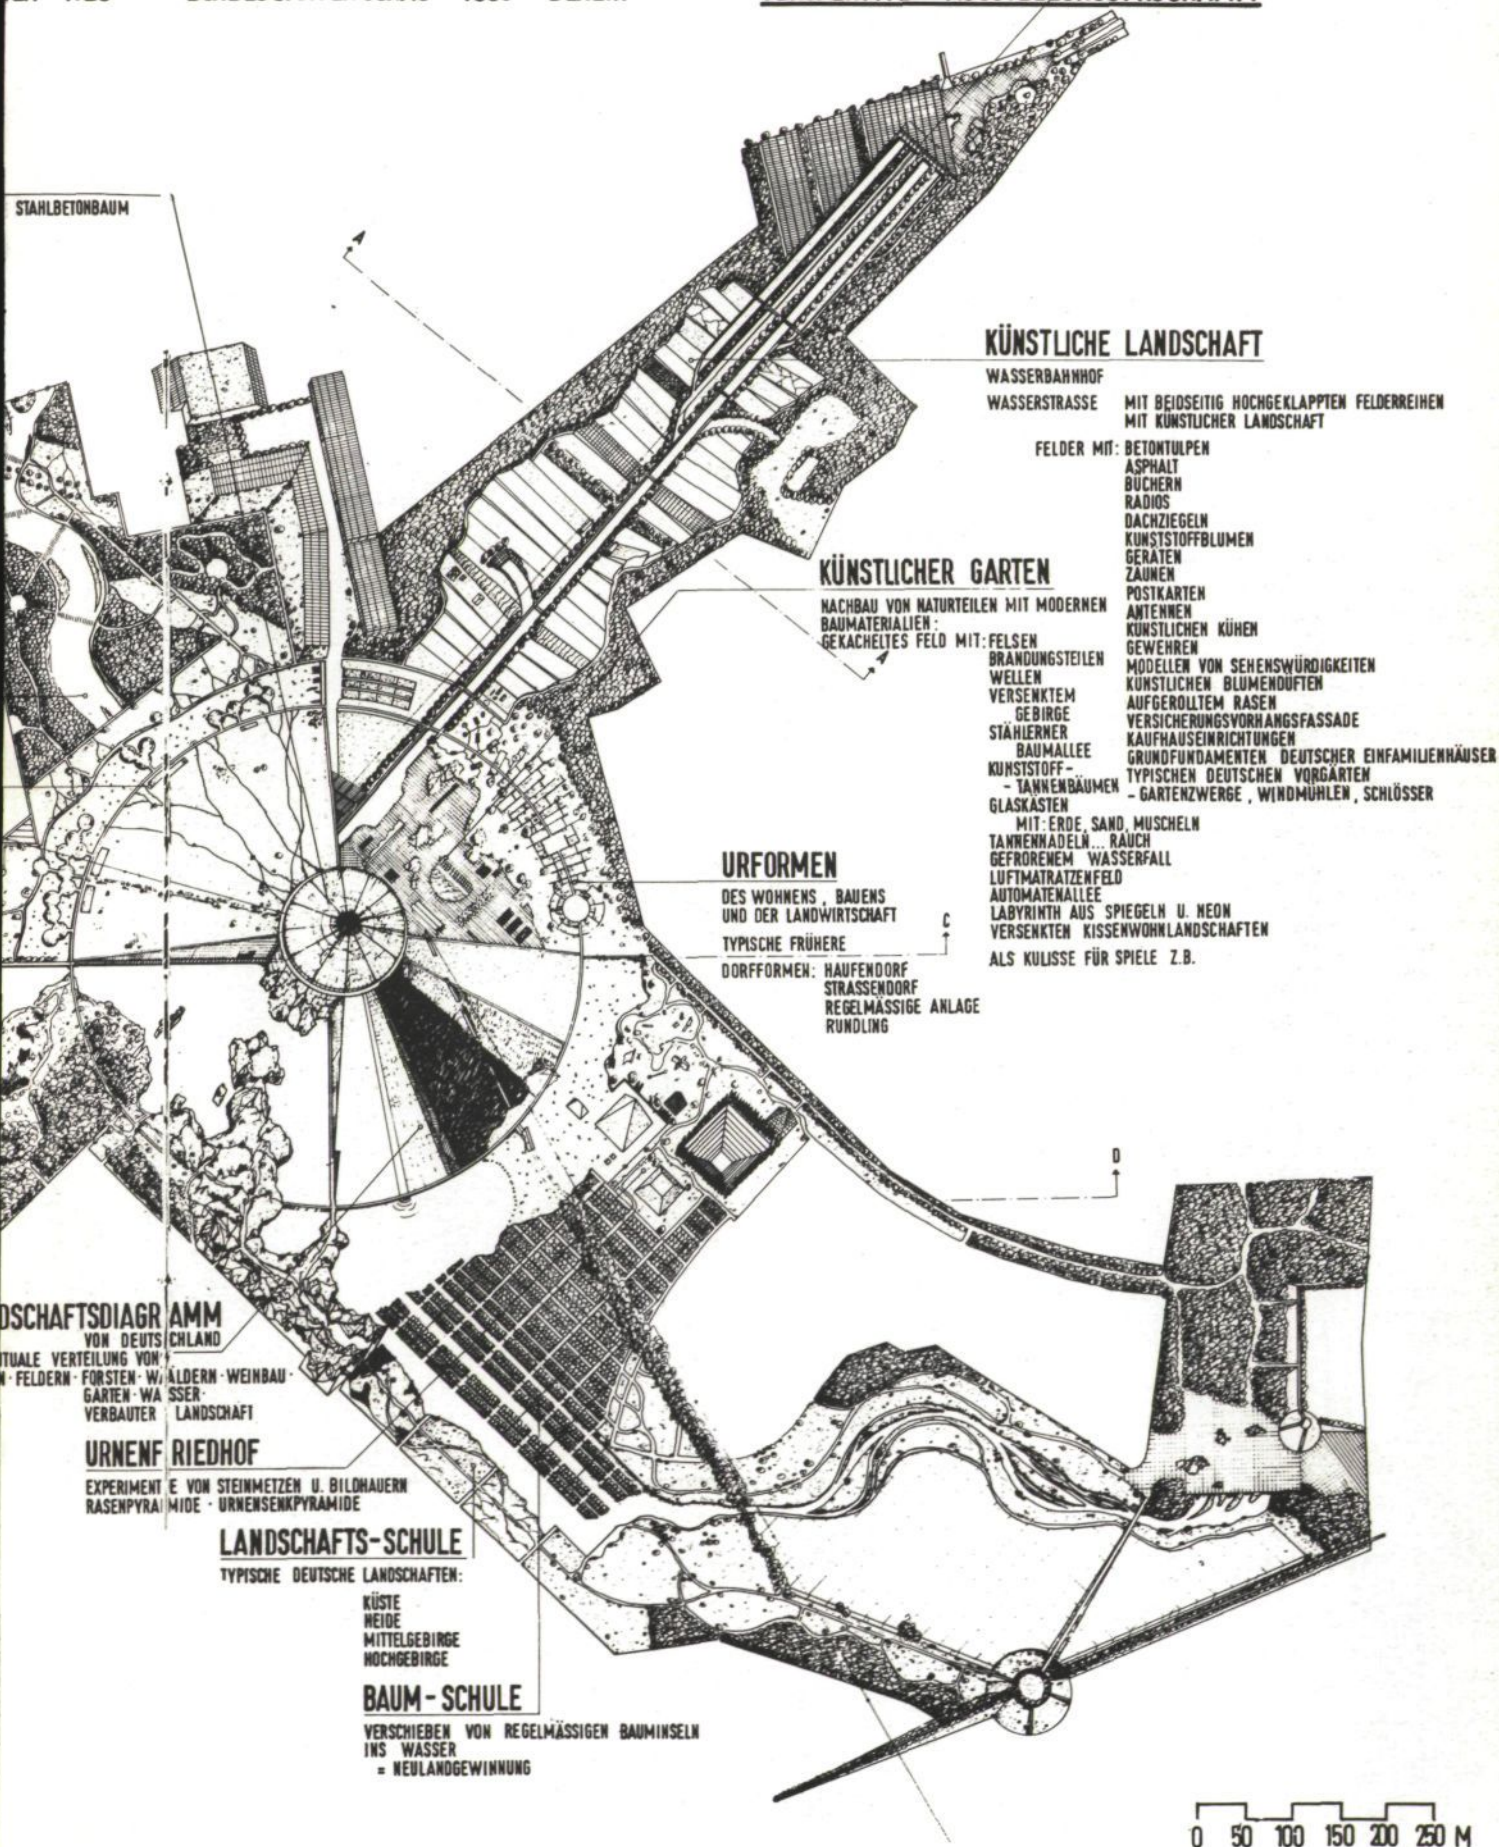 STAHLBETONBAUM
A
KÜNSTLICHE LANDSCHAFT
WASSERBAHNHOF
WASSERSTRASSE MIT BEIDSEITIG HOCHGEKLAPPTEN FELDERREIHEN
MIT KÜNSTLICHER LANDSCHAFT
FELDER MIT: BETONTULPEN
ASPHALT
BÜCHERN
RADIOS
DACHZIEGELN
KUNSTSTOFFBLUMEN
GERÄTEN
ZÄUNEN
POSTKARTEN
ANTENNEN
KÜNSTLICHEN KÜHEN
GEWEHREN
MODELLEN VON SEHENSWÜRDIGKEITEN
KÜNSTLICHEN BLUMENDÜFTEN
AUFGEROLLTEM RASEN
VERSICHERUNGSVORHANGSFASSADE
KAUFHAUSEINRICHTUNGEN
GRUNDFUNDAMENTEN DEUTSCHER EINFAMILIENHÄUSER
TYPISCHEN DEUTSCHEN VORGÄRTEN
- GARTENZWERGE, WINDMÜHLEN, SCHLÖSSER
KÜNSTLICHER GARTEN
NACHBAU VON NATURTEILEN MIT MODERNEN
BAUMATERIALIEN:
GEKACHELTES FELD MIT: FELSEN
BRANDUNGSTEILEN
WELLEN
VERSENKTEM
GEBIRGE
STÄHLERNER
BAUMALLEE
KUNSTSTOFF-
- TANNENBÄUMEN
GLASKÄSTEN
MIT: ERDE, SAND, MUSCHELN
TANNENNADELN... RAUCH
GEFRORENEM WASSERFALL
LUFTMATRATZENFELD
AUTOMATENALLEE
LABYRINTH AUS SPIEGELN U. NEON
VERSENKTEN KISSENWOHNLANDSCHAFTEN
ALS KULISSE FÜR SPIELE Z.B.
A
URFORMEN
DES WOHNENS, BAUENS
UND DER LANDWIRTSCHAFT
TYPISCHE FRÜHERE
DORFFORMEN: HAUFENDORF
STRASSENDORF
REGELMÄSSIGE ANLAGE
RUNDLING
C
D
DSCHAFTSDIAGRAMM
VON DEUTSCHLAND
TUALE VERTEILUNG VON
N · FELDERN · FORSTEN · WÄLDERN · WEINBAU ·
GARTEN · WASSER ·
VERBAUTER LANDSCHAFT
URNENFRIEDHOF
EXPERIMENTE VON STEINMETZEN U. BILDHAUERN
RASENPYRAMIDE · URNENSENKPYRAMIDE
LANDSCHAFTS-SCHULE
TYPISCHE DEUTSCHE LANDSCHAFTEN:
KÜSTE
HEIDE
MITTELGEBIRGE
HOCHGEBIRGE
BAUM-SCHULE
VERSCHIEBEN VON REGELMÄSSIGEN BAUMINSELN
INS WASSER
= NEULANDGEWINNUNG
0 50 100 150 200 250 M